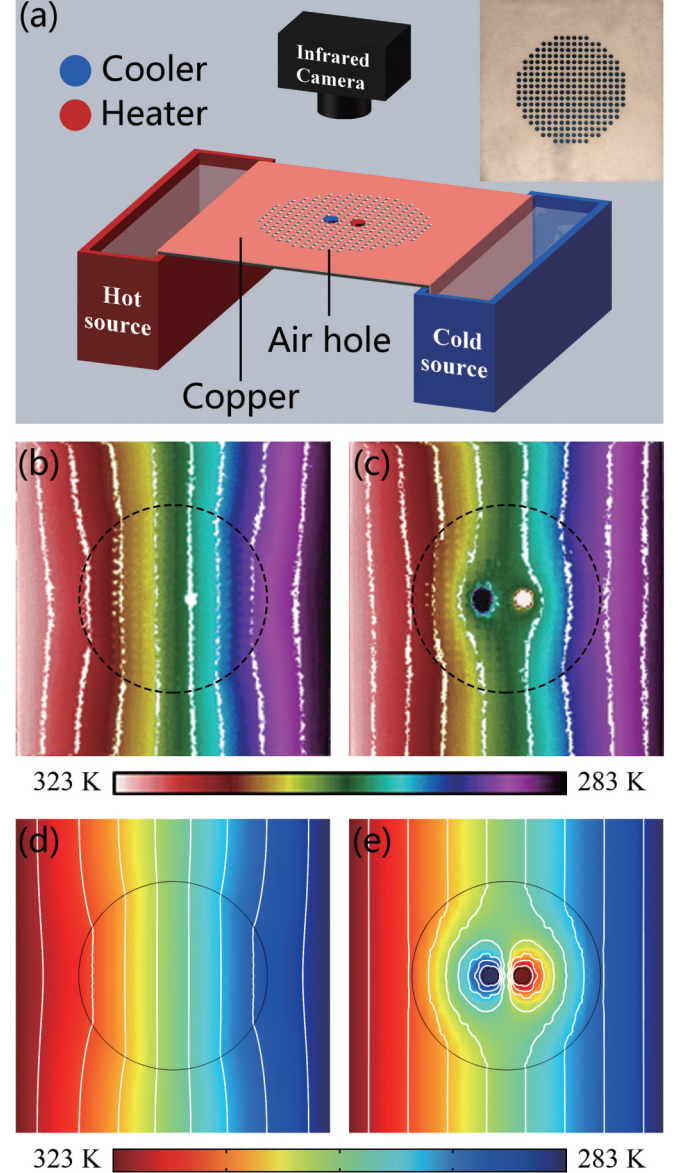 (a)
Infrared
Camera
Cooler
Heater
Hot
source
Air hole
Cold
source
Copper
(b)
(c)
323 K
283 K
(d)
(e)
323 K
283 K